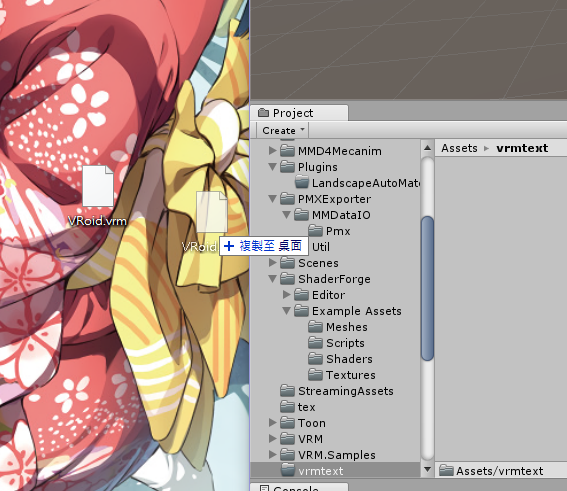 Project
Create
Assets ▸ vrmtext
MMD4Mecanim
Plugins
LandscapeAutoMat
PMXExporter
MMDataIO
Pmx
Util
Scenes
ShaderForge
Editor
Example Assets
Meshes
Scripts
Shaders
Textures
StreamingAssets
tex
Toon
VRM
VRM.Samples
vrmtext
Assets/vrmtext
Console
VRoid.vrm
VRoid
複製至 桌面